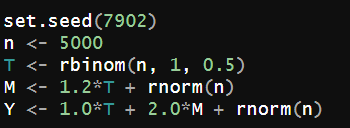 set.seed(7902)
n <- 5000
T <- rbinom(n, 1, 0.5)
M <- 1.2*T + rnorm(n)
Y <- 1.0*T + 2.0*M + rnorm(n)